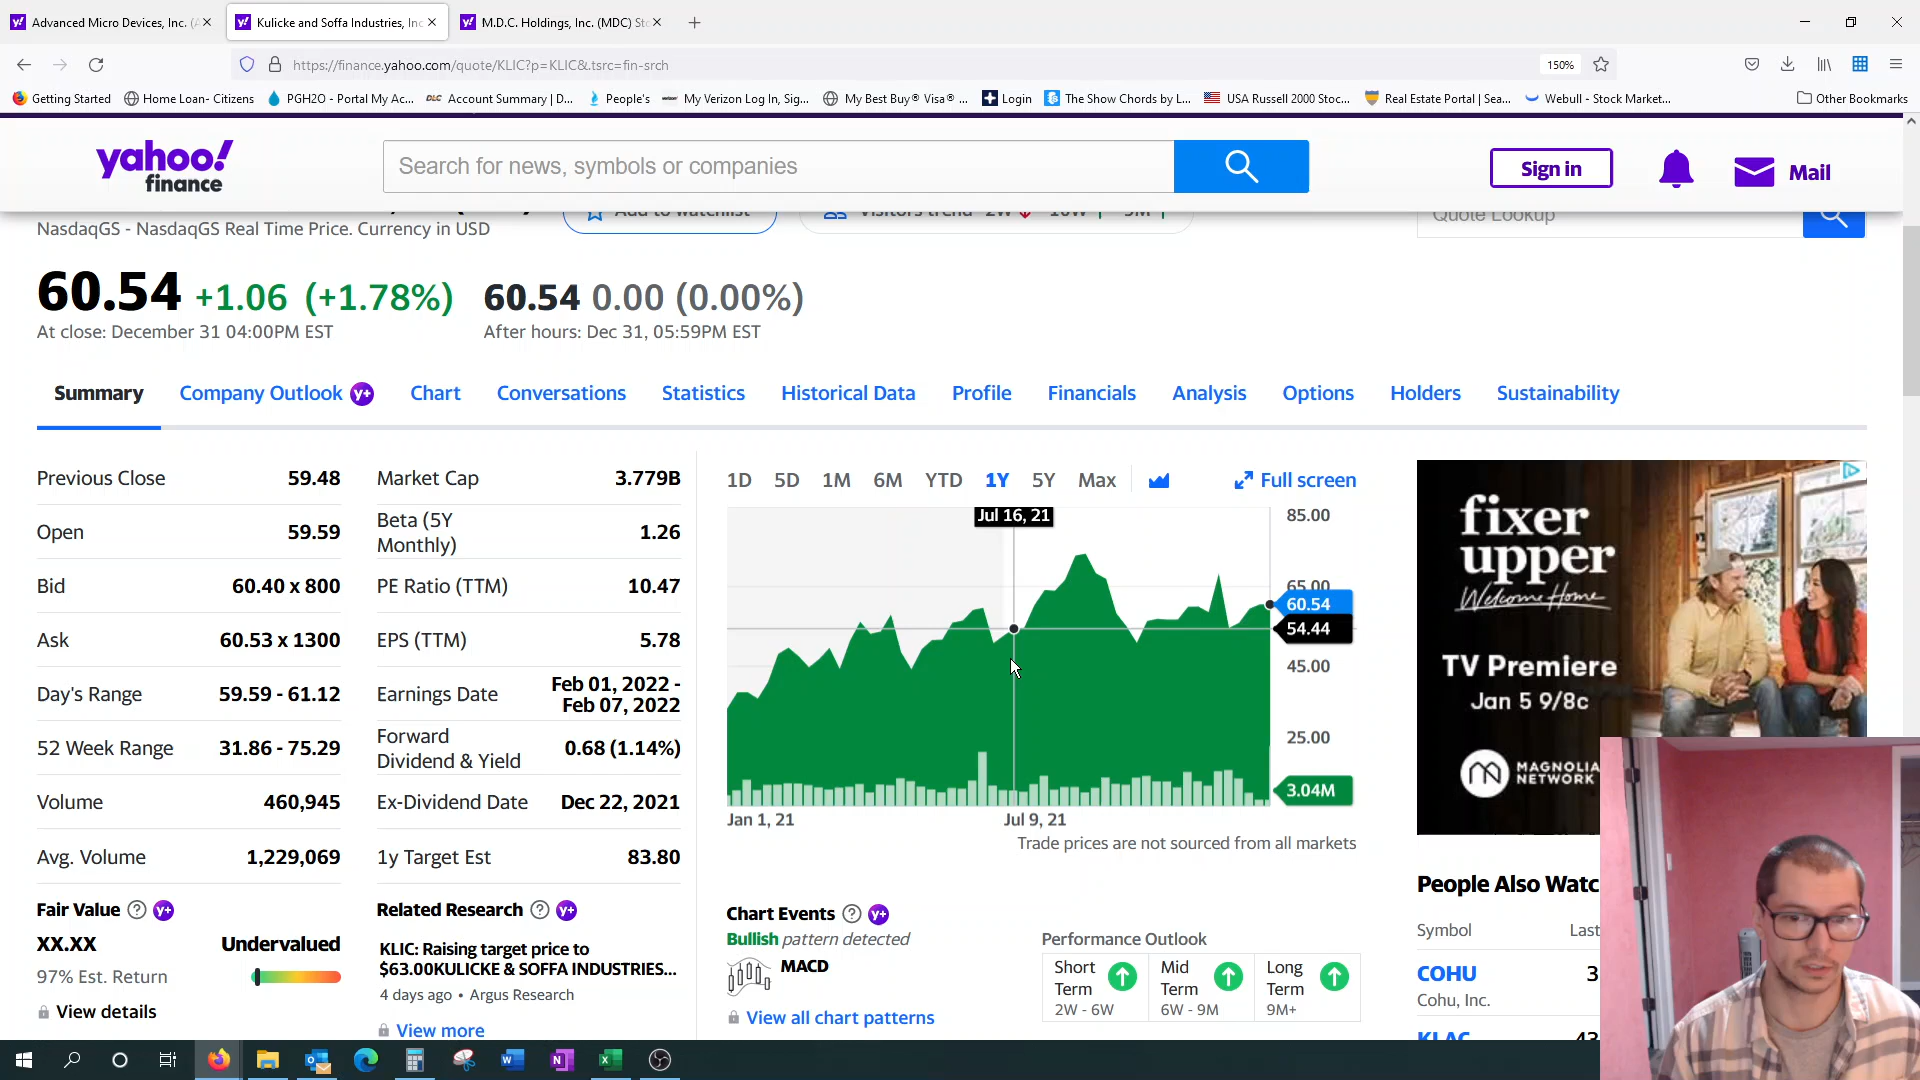 Advanced Micro Devices, Inc. (A
Kulicke and Soffa Industries, Inc
M.D.C. Holdings, Inc. (MDC) Sto
https://finance.yahoo.com/quote/KLIC?p=KLIC&.tsrc=fin-srch
150%
Getting Started
Home Loan- Citizens
PGH2O - Portal My Ac...
DLC Account Summary | D...
People's
My Verizon Log In, Sig...
My Best Buy® Visa® ...
Login
The Show Chords by L...
USA Russell 2000 Stoc...
Real Estate Portal | Sea...
Webull - Stock Market...
Other Bookmarks
yahoo!
finance
Search for news, symbols or companies
Sign in
Mail
Add to watchlist
Visitors trend 2W ↓ 10W ↑ 9M ↑
Quote Lookup
NasdaqGS - NasdaqGS Real Time Price. Currency in USD
60.54 +1.06 (+1.78%)
At close: December 31 04:00PM EST
60.54 0.00 (0.00%)
After hours: Dec 31, 05:59PM EST
Summary
Company Outlook y+
Chart
Conversations
Statistics
Historical Data
Profile
Financials
Analysis
Options
Holders
Sustainability
Previous Close 59.48
Open 59.59
Bid 60.40 x 800
Ask 60.53 x 1300
Day's Range 59.59 - 61.12
52 Week Range 31.86 - 75.29
Volume 460,945
Avg. Volume 1,229,069
Market Cap 3.779B
Beta (5Y
Monthly) 1.26
PE Ratio (TTM) 10.47
EPS (TTM) 5.78
Earnings Date Feb 01, 2022 -
Feb 07, 2022
Forward
Dividend & Yield 0.68 (1.14%)
Ex-Dividend Date Dec 22, 2021
1y Target Est 83.80
1D 5D 1M 6M YTD 1Y 5Y Max
Full screen
Jul 16, 21
85.00
65.00
60.54
54.44
45.00
25.00
3.04M
Jan 1, 21
Jul 9, 21
Trade prices are not sourced from all markets
Fair Value ? y+
XX.XX Undervalued
97% Est. Return
View details
Related Research ? y+
KLIC: Raising target price to
$63.00KULICKE & SOFFA INDUSTRIES...
4 days ago • Argus Research
View more
Chart Events ? y+
Bullish pattern detected
MACD
View all chart patterns
Performance Outlook
Short
Term
2W - 6W
Mid
Term
6W - 9M
Long
Term
9M+
fixer
upper
Welcome Home
TV Premiere
Jan 5 9/8c
MAGNOLIA
NETWORK
People Also Watc
Symbol
Last
COHU
3
Cohu, Inc.
KLAC
43